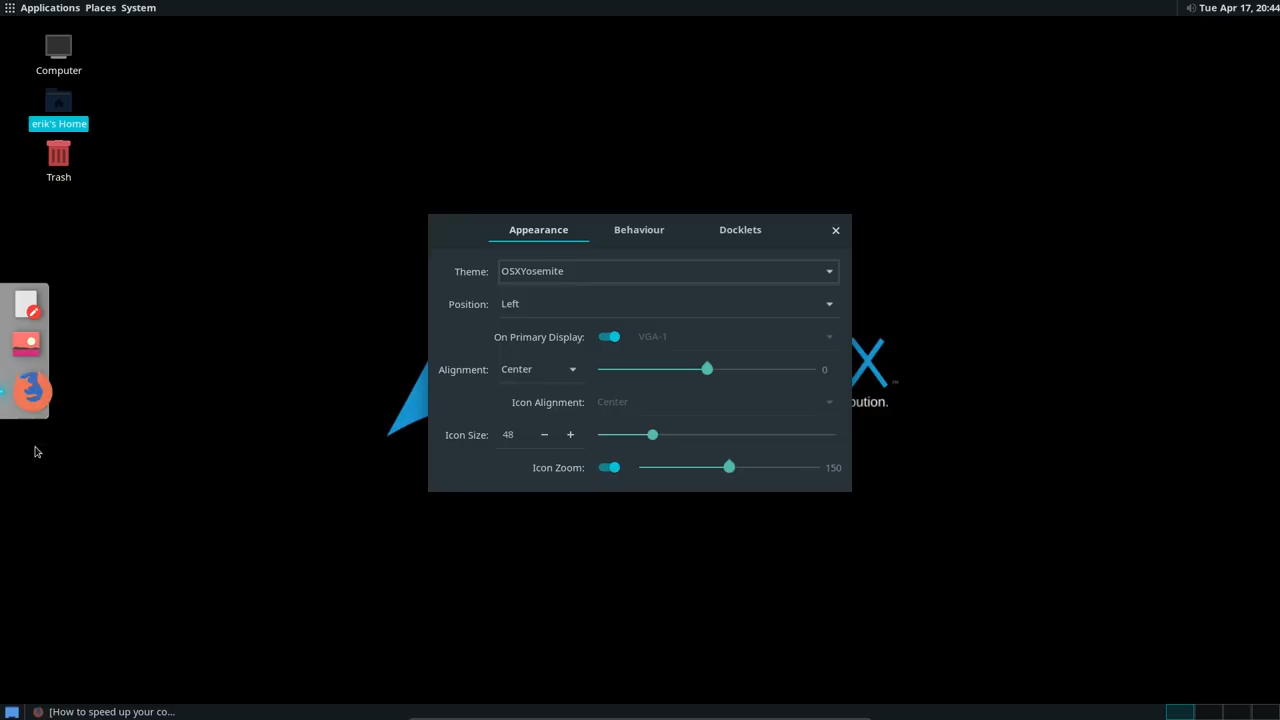 Applications Places System
Tue Apr 17, 20:44
Computer
erik's Home
Trash
Appearance Behaviour Docklets
Theme: OSXYosemite
Position: Left
On Primary Display: VGA-1
Alignment: Center 0
Icon Alignment: Center
Icon Size: 48
Icon Zoom: 150
X™
bution.
[How to speed up your co...